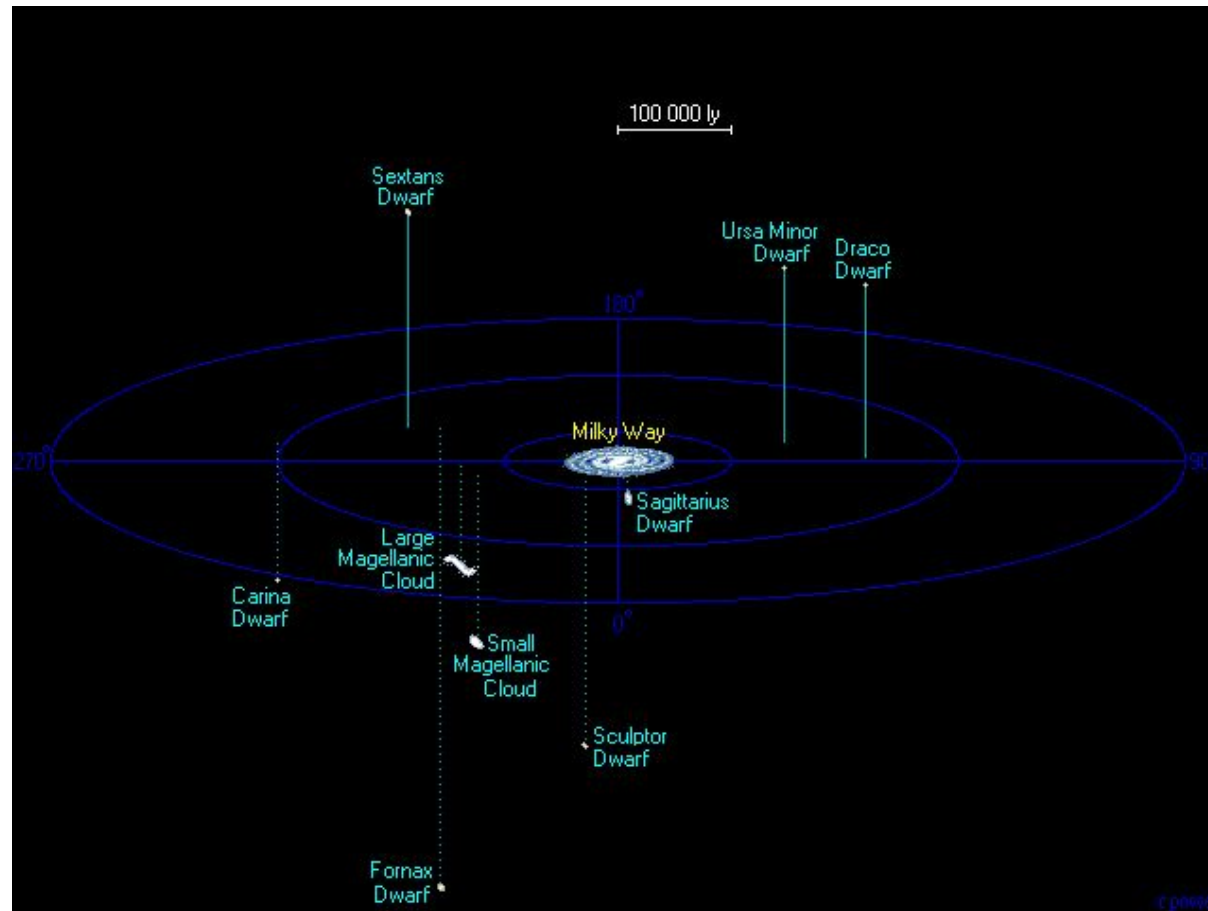 100 000 ly
Sextans
Dwarf
Ursa Minor
Dwarf
Draco
Dwarf
180°
Milky Way
270°
90
Sagittarius
Dwarf
Large
Magellanic
Cloud
Carina
Dwarf
0°
Small
Magellanic
Cloud
Sculptor
Dwarf
Fornax
Dwarf